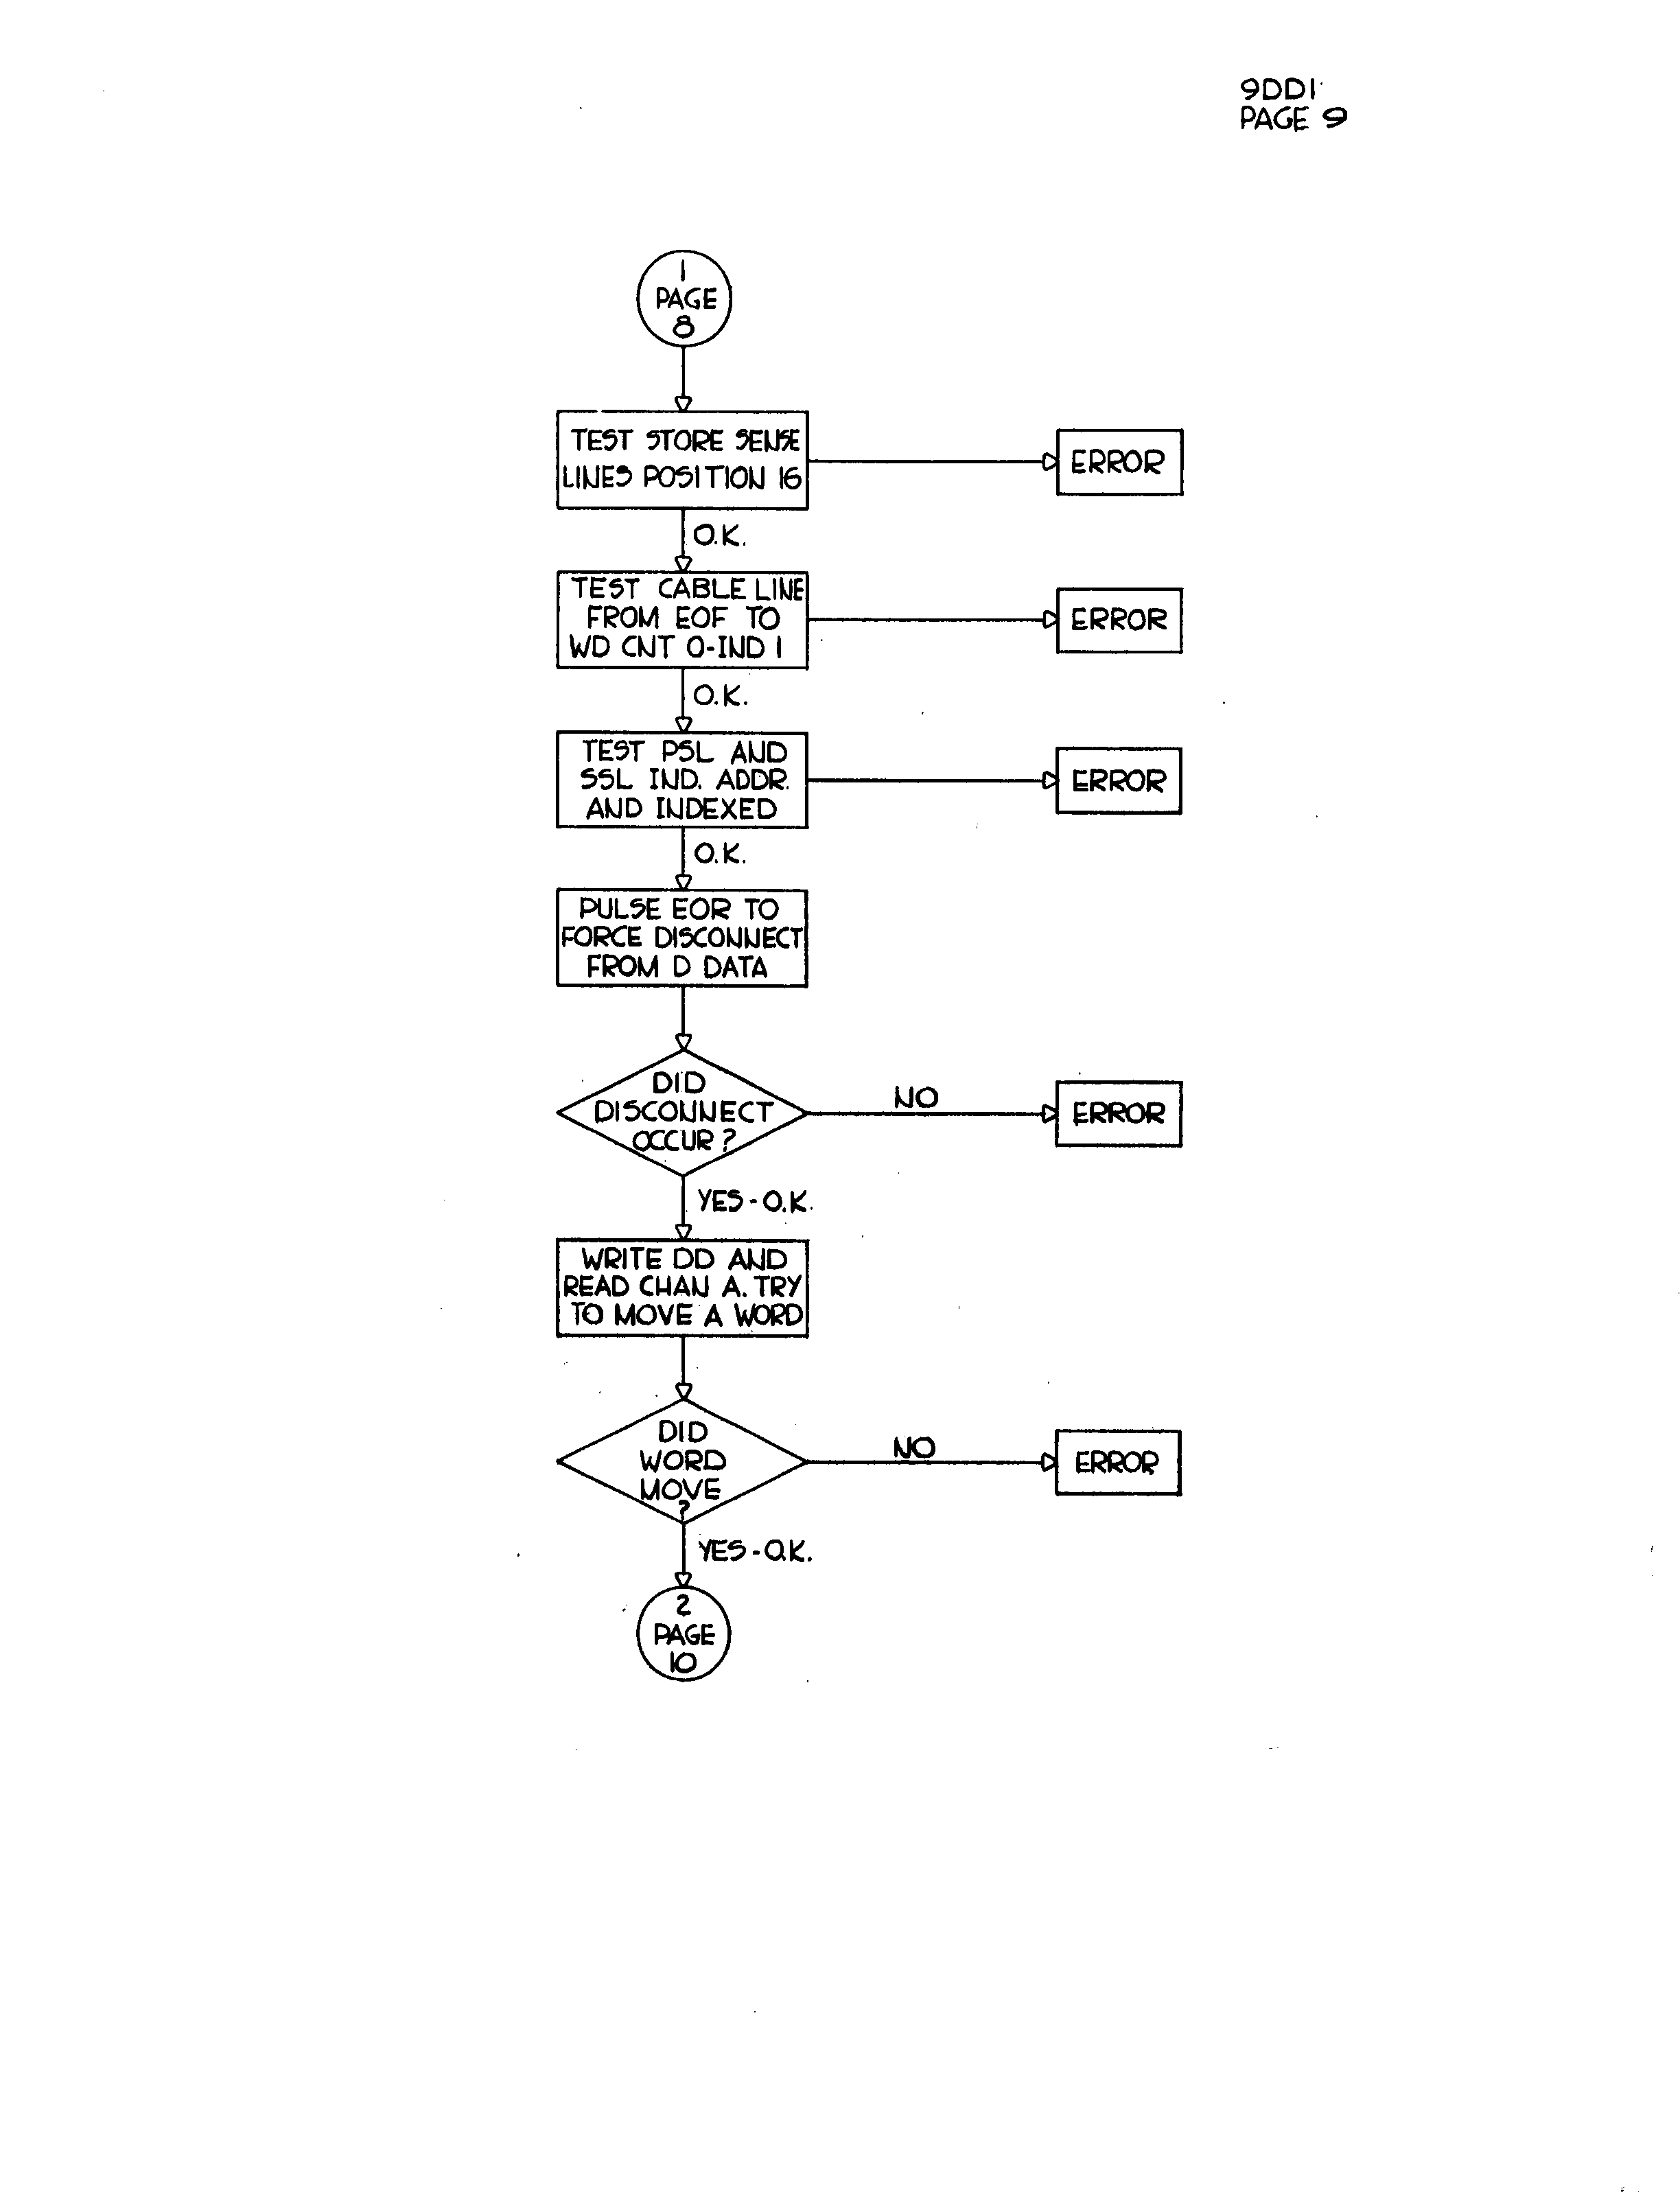 9DD1
PAGE 9
1
PAGE
8
TEST STORE SENSE
LINES POSITION 16
ERROR
O.K.
TEST CABLE LINE
FROM EOF TO
WD CNT O-IND 1
ERROR
O.K.
TEST PSL AND
SSL IND. ADDR.
AND INDEXED
ERROR
O.K.
PULSE EOR TO
FORCE DISCONNECT
FROM D DATA
DID
DISCONNECT
OCCUR?
NO
ERROR
YES-O.K.
WRITE DD AND
READ CHAN A. TRY
TO MOVE A WORD
DID
WORD
MOVE
?
NO
ERROR
YES-O.K.
2
PAGE
10